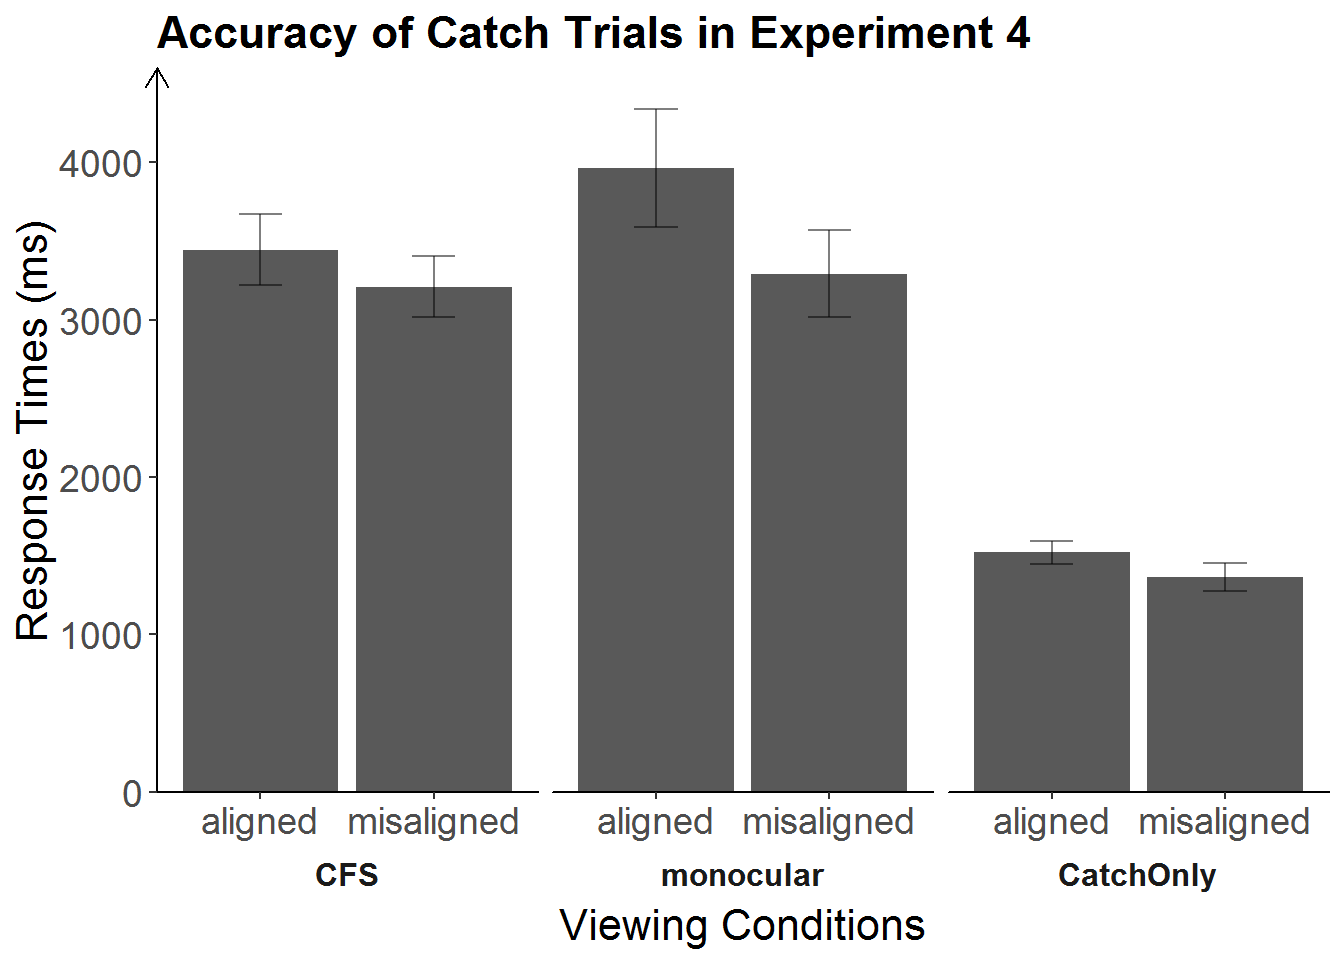 Accuracy of Catch Trials in Experiment 4
Response Times (ms)
4000
3000
2000
1000
0
aligned misaligned aligned misaligned aligned misaligned
CFS monocular CatchOnly
Viewing Conditions